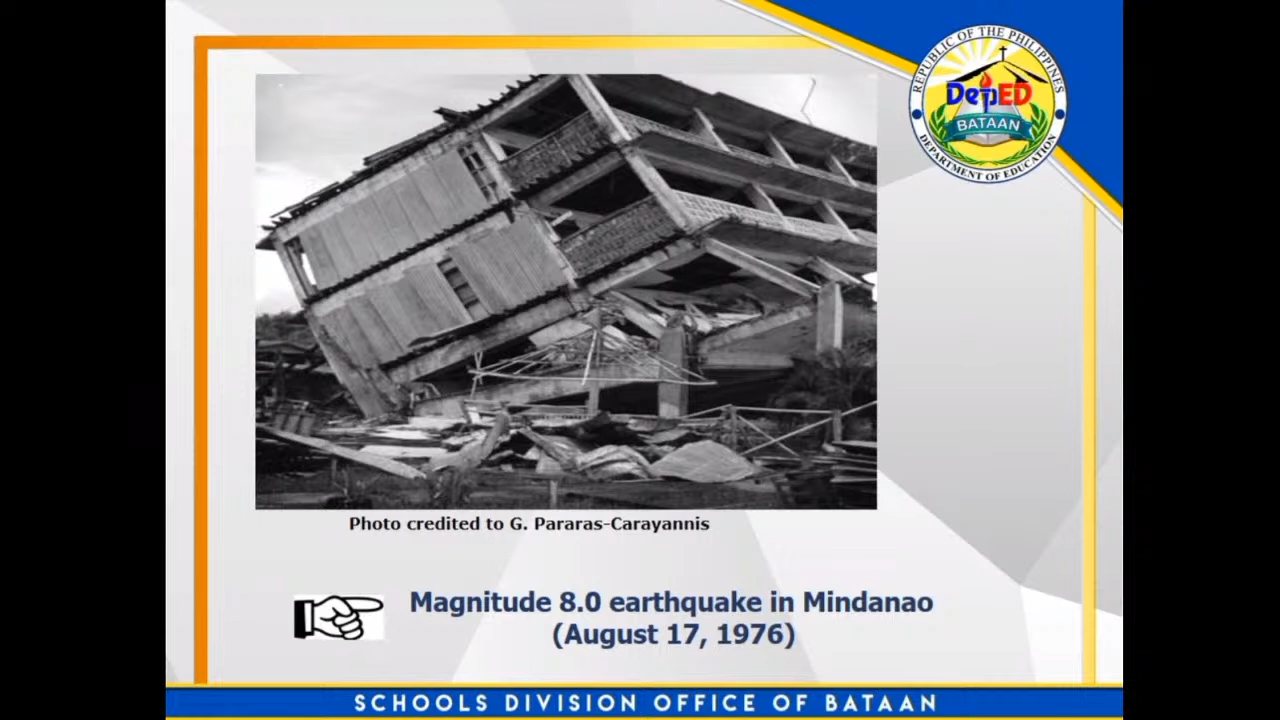 REPUBLIC OF THE PHILIPPINES
DepED
BATAAN
DEPARTMENT OF EDUCATION
Photo credited to G. Pararas-Carayannis
Magnitude 8.0 earthquake in Mindanao
(August 17, 1976)
SCHOOLS DIVISION OFFICE OF BATAAN